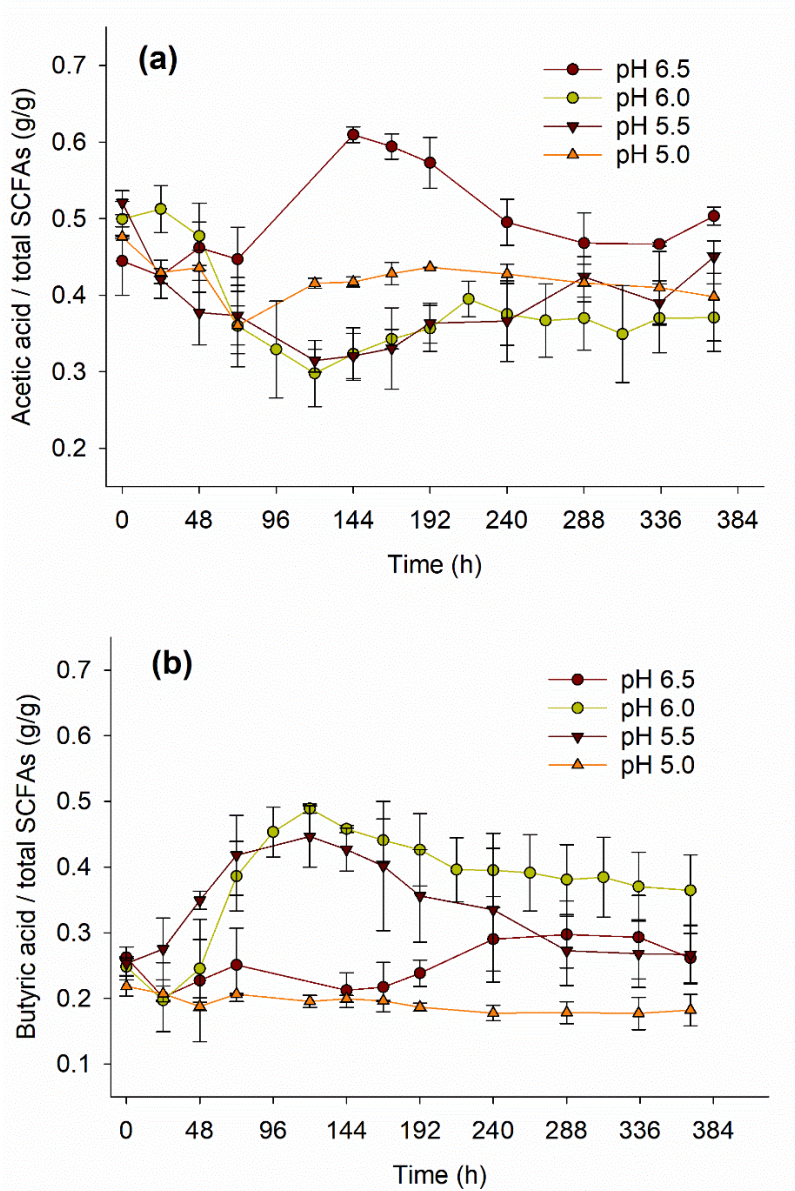 (a)
pH 6.5
pH 6.0
pH 5.5
pH 5.0
Acetic acid / total SCFAs (g/g)
0.7
0.6
0.5
0.4
0.3
0.2
0 48 96 144 192 240 288 336 384
Time (h)
(b)
pH 6.5
pH 6.0
pH 5.5
pH 5.0
Butyric acid / total SCFAs (g/g)
0.7
0.6
0.5
0.4
0.3
0.2
0.1
0 48 96 144 192 240 288 336 384
Time (h)